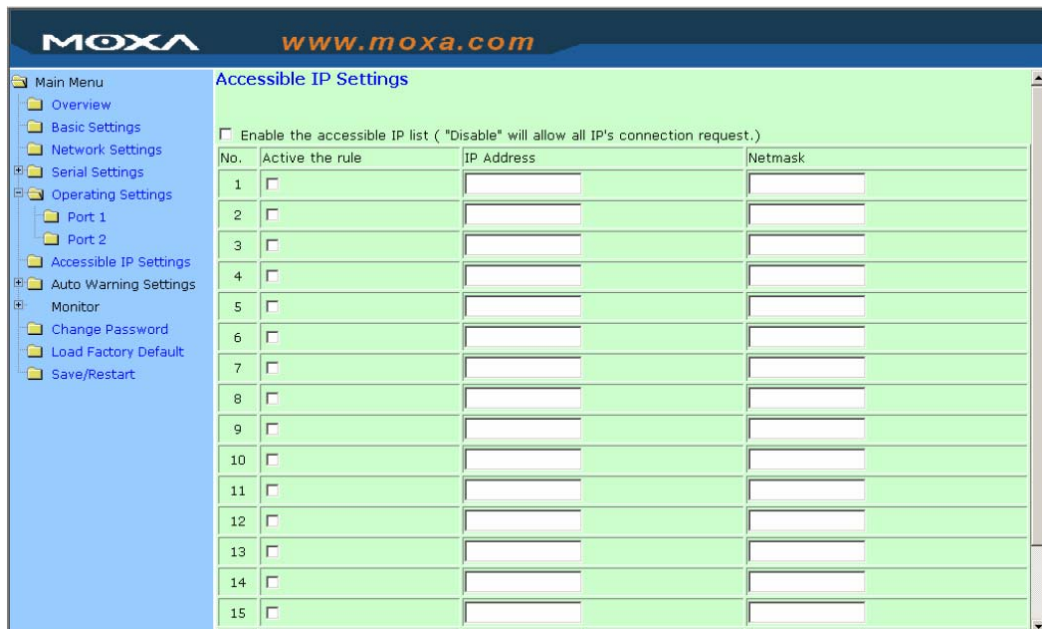 MOXA www.moxa.com
Main Menu
Overview
Basic Settings
Network Settings
Serial Settings
Operating Settings
Port 1
Port 2
Accessible IP Settings
Auto Warning Settings
Monitor
Change Password
Load Factory Default
Save/Restart
Accessible IP Settings
Enable the accessible IP list ( "Disable" will allow all IP's connection request.)
No. Active the rule IP Address Netmask
1
2
3
4
5
6
7
8
9
10
11
12
13
14
15